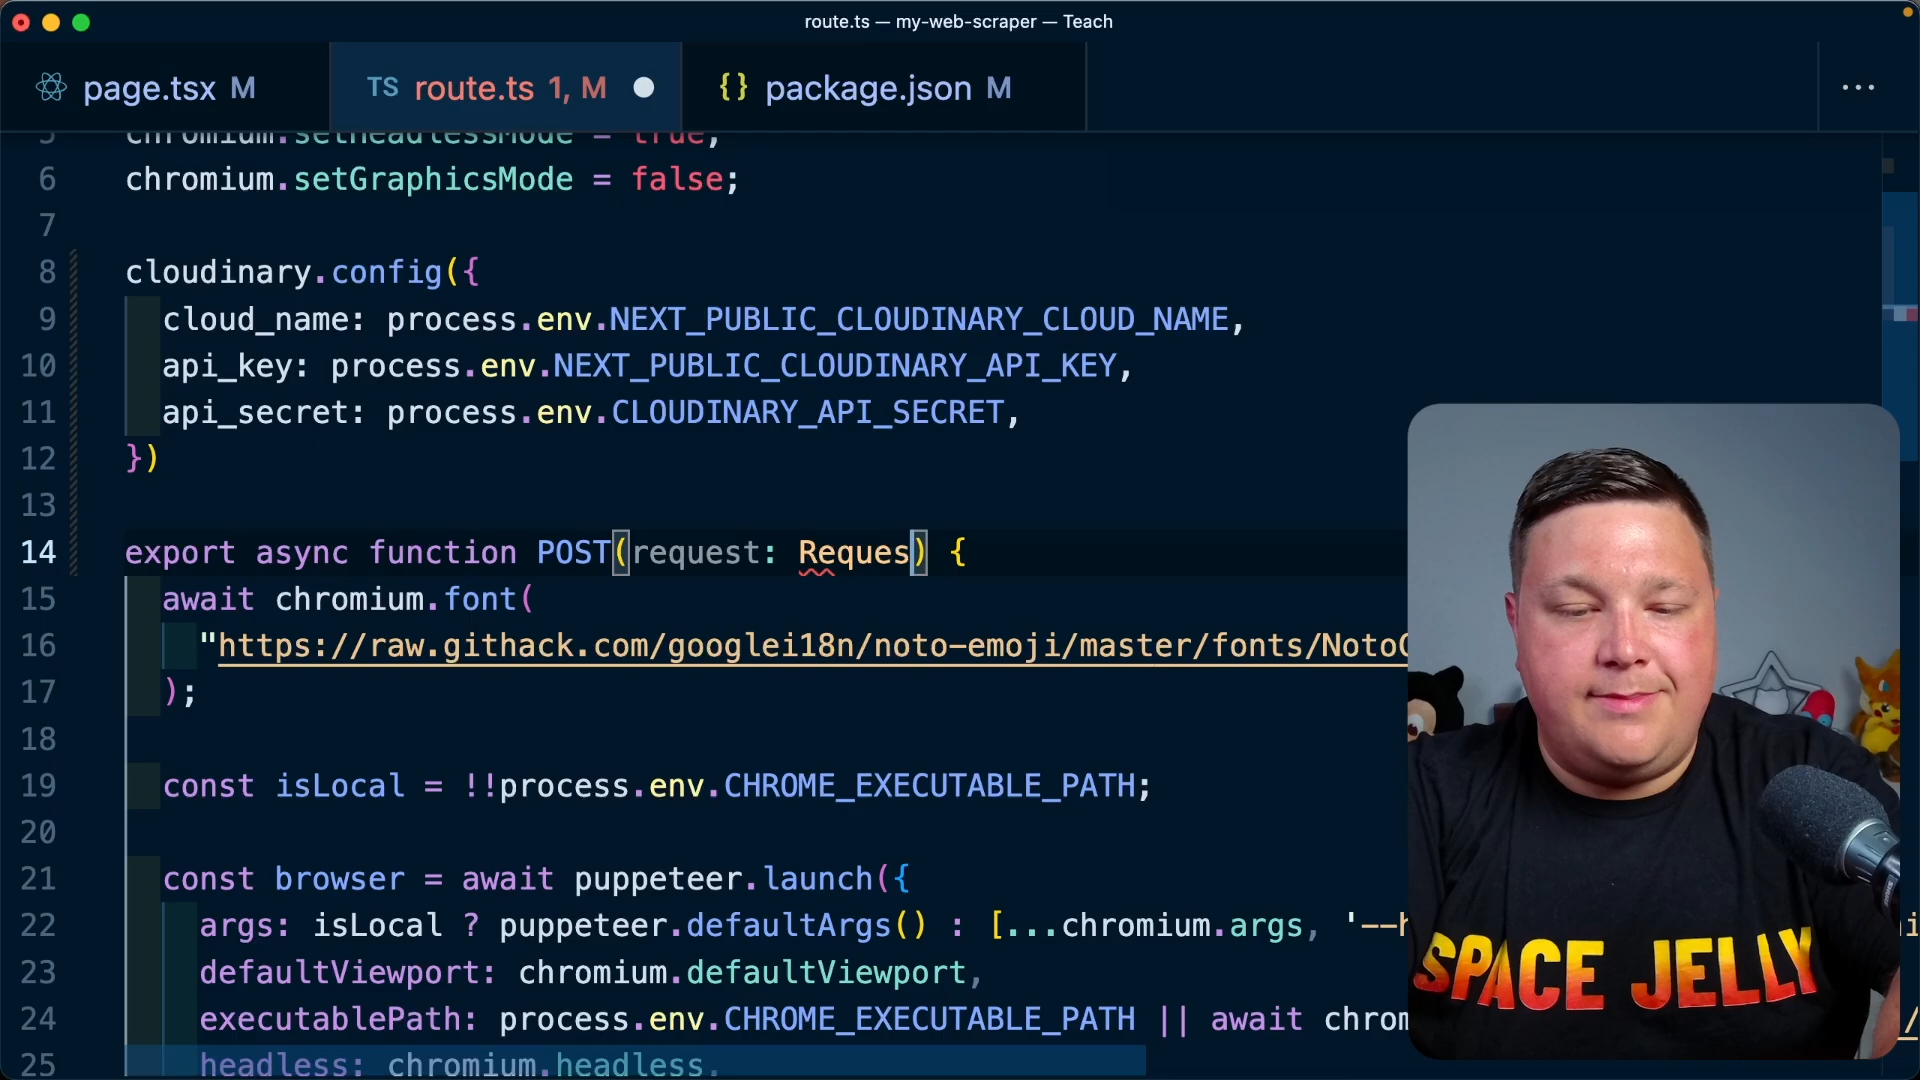 route.ts — my-web-scraper — Teach
page.tsx M
TS route.ts 1, M
{} package.json M
...
5 chromium.setHeadlessMode = true;
6 chromium.setGraphicsMode = false;
7
8 cloudinary.config({
9 cloud_name: process.env.NEXT_PUBLIC_CLOUDINARY_CLOUD_NAME,
10 api_key: process.env.NEXT_PUBLIC_CLOUDINARY_API_KEY,
11 api_secret: process.env.CLOUDINARY_API_SECRET,
12 })
13
14 export async function POST(request: Reques) {
15 await chromium.font(
16 "https://raw.githack.com/googlei18n/noto-emoji/master/fonts/Noto
17 );
18
19 const isLocal = !!process.env.CHROME_EXECUTABLE_PATH;
20
21 const browser = await puppeteer.launch({
22 args: isLocal ? puppeteer.defaultArgs() : [...chromium.args, '--h
23 defaultViewport: chromium.defaultViewport,
24 executablePath: process.env.CHROME_EXECUTABLE_PATH || await chrom
25 headless: chromium.headless,
SPACE JELLY